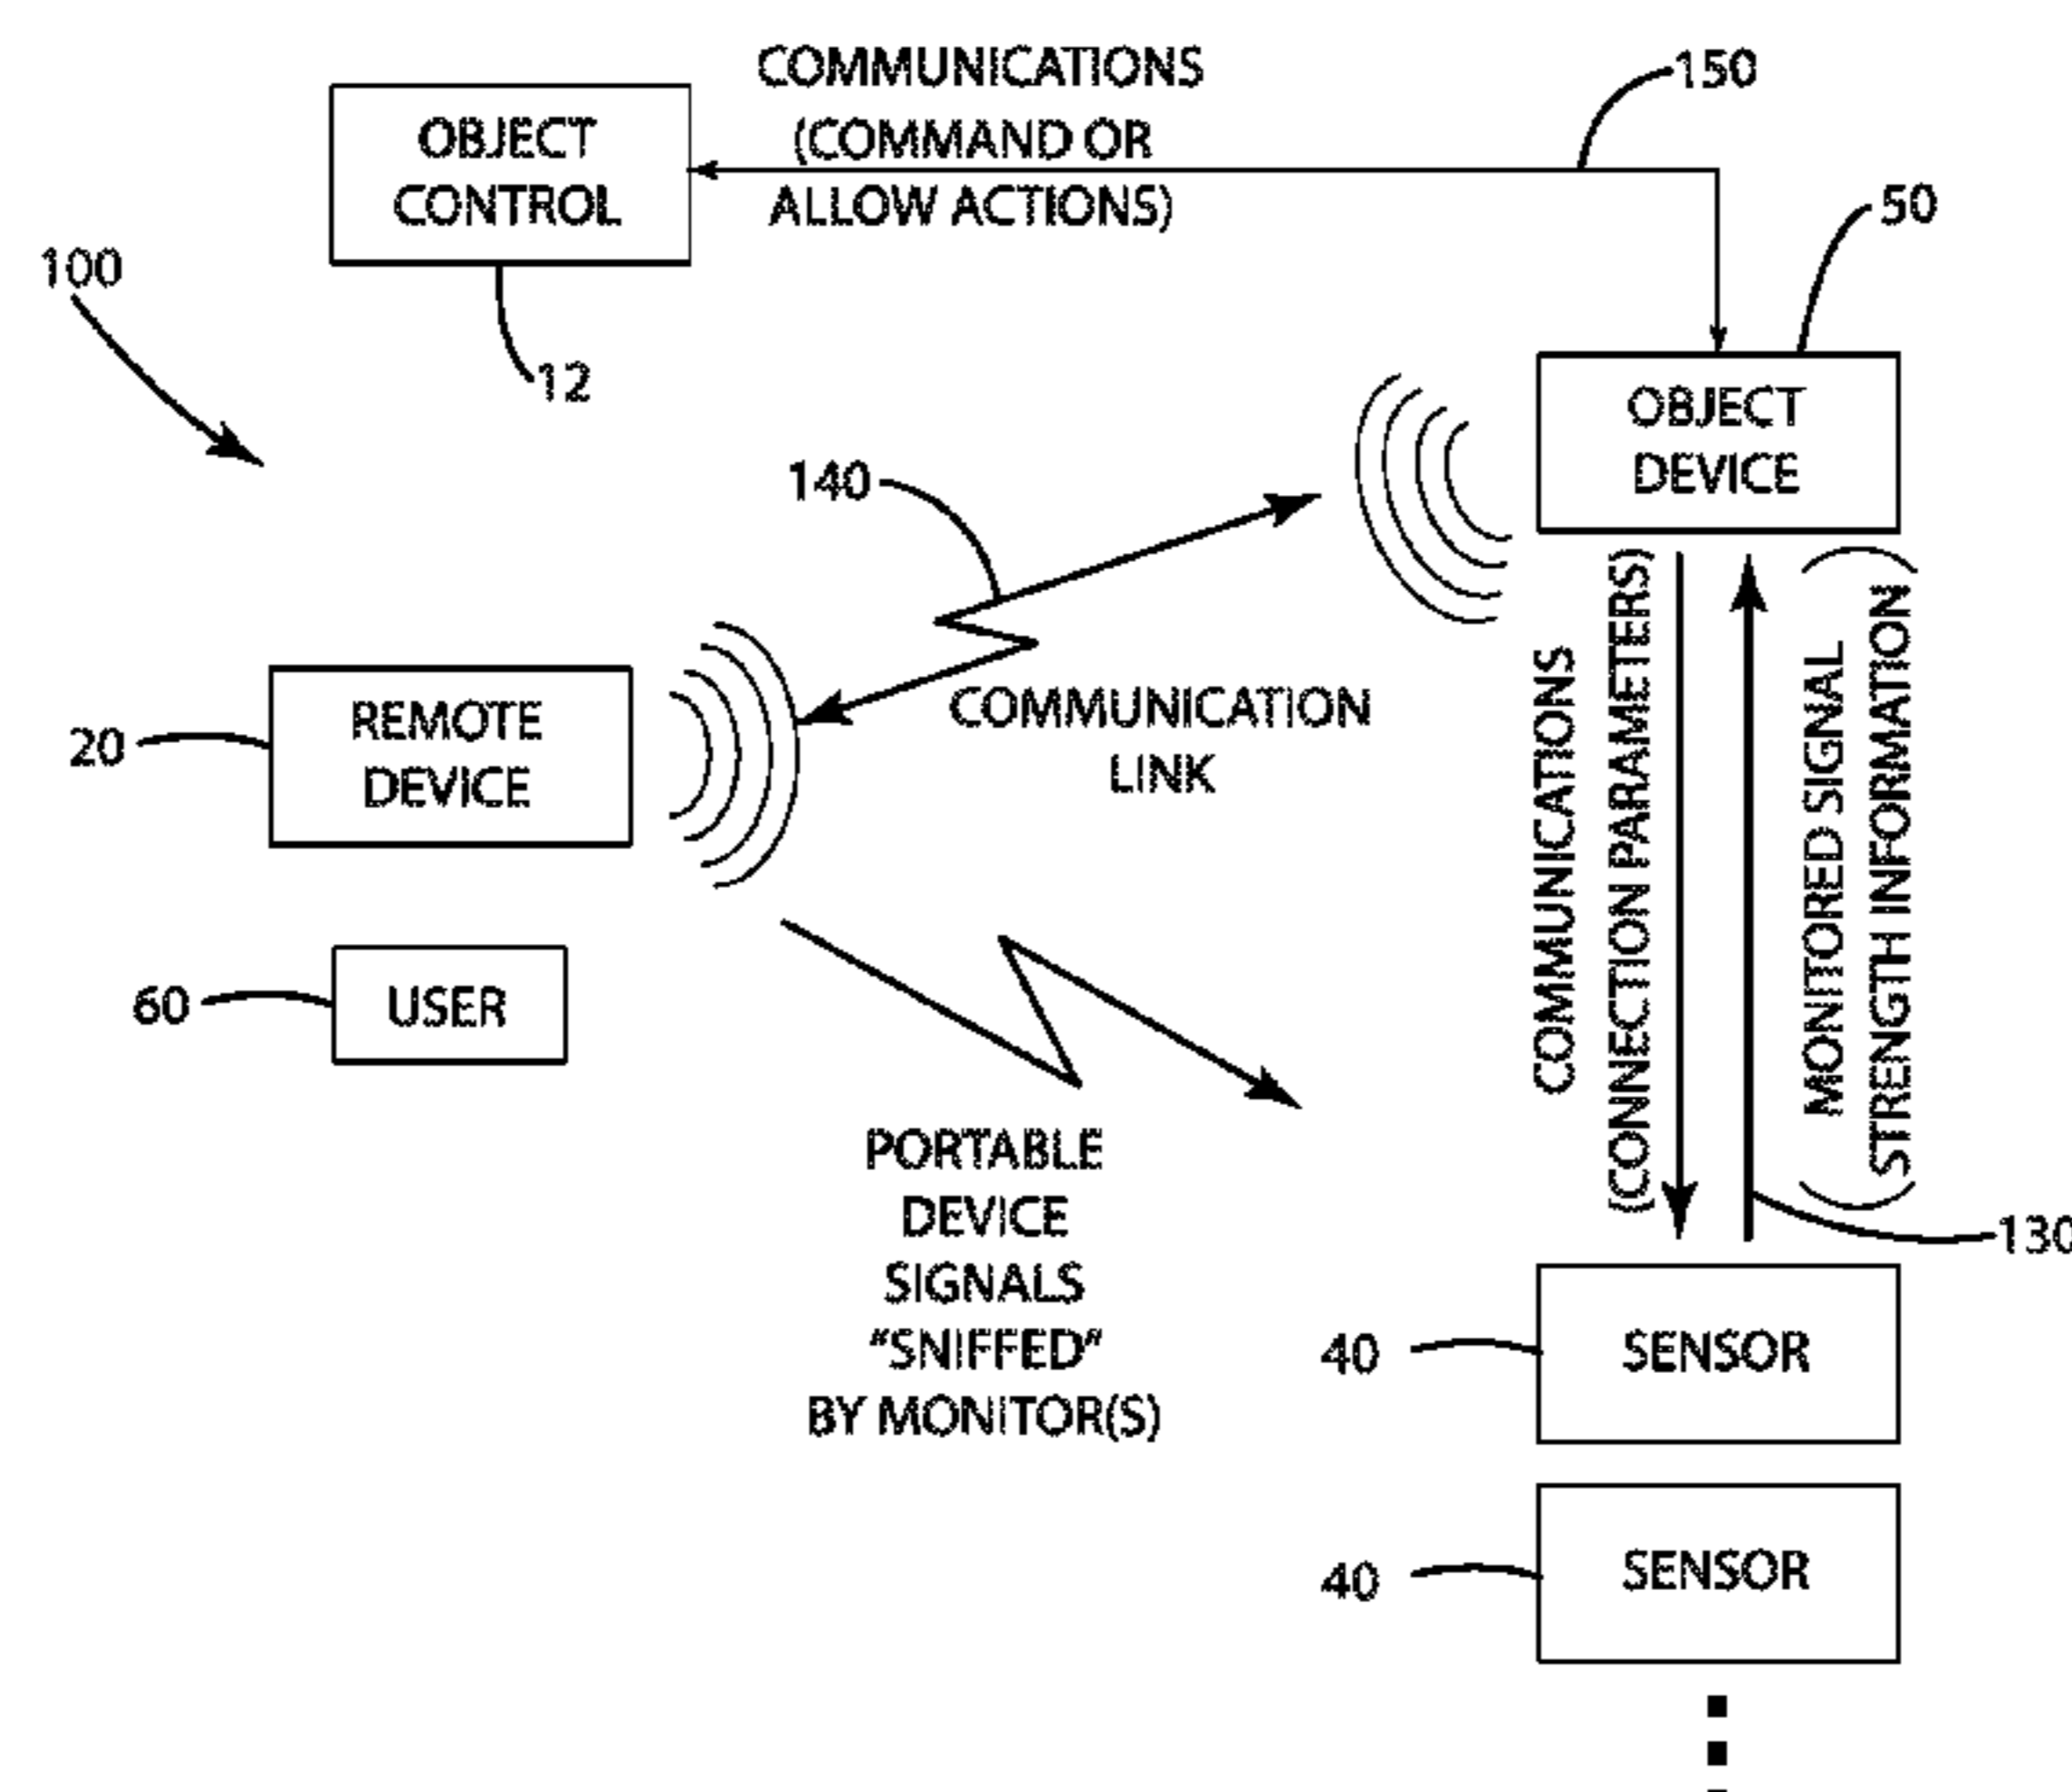 COMMUNICATIONS
(COMMAND OR
ALLOW ACTIONS)
150
OBJECT
CONTROL
50
100
12
OBJECT
DEVICE
140
COMMUNICATION
LINK
20
REMOTE
DEVICE
COMMUNICATIONS
(CONNECTION PARAMETERS)
(MONITORED SIGNAL
STRENGTH INFORMATION)
60
USER
PORTABLE
DEVICE
SIGNALS
"SNIFFED"
BY MONITOR(S)
130
40
SENSOR
40
SENSOR